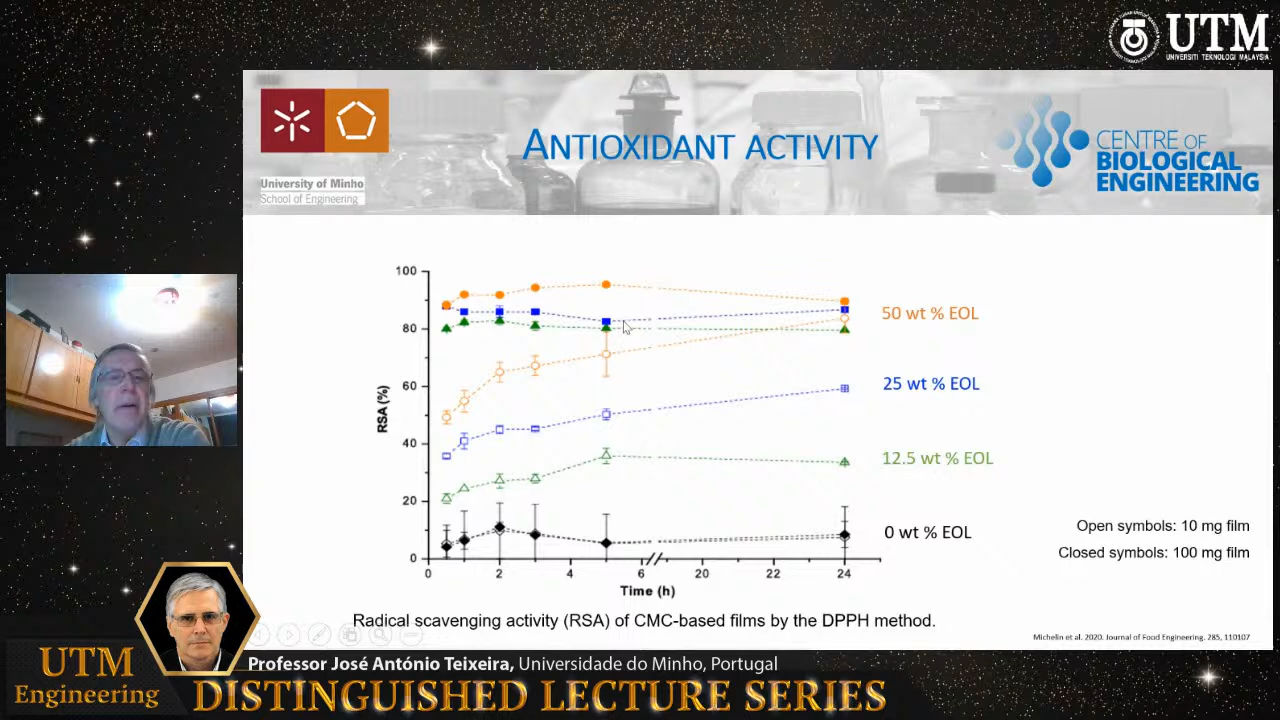 UTM
UNIVERSITI TEKNOLOGI MALAYSIA
ANTIOXIDANT ACTIVITY
University of Minho
School of Engineering
CENTRE OF
BIOLOGICAL
ENGINEERING
100
80
60
40
20
0
RSA (%)
0 2 4 6 20 22 24
Time (h)
50 wt % EOL
25 wt % EOL
12.5 wt % EOL
0 wt % EOL
Open symbols: 10 mg film
Closed symbols: 100 mg film
Radical scavenging activity (RSA) of CMC-based films by the DPPH method.
Michelin et al. 2020. Journal of Food Engineering. 285, 110107
UTM
Engineering
Professor José António Teixeira, Universidade do Minho, Portugal
DISTINGUISHED LECTURE SERIES